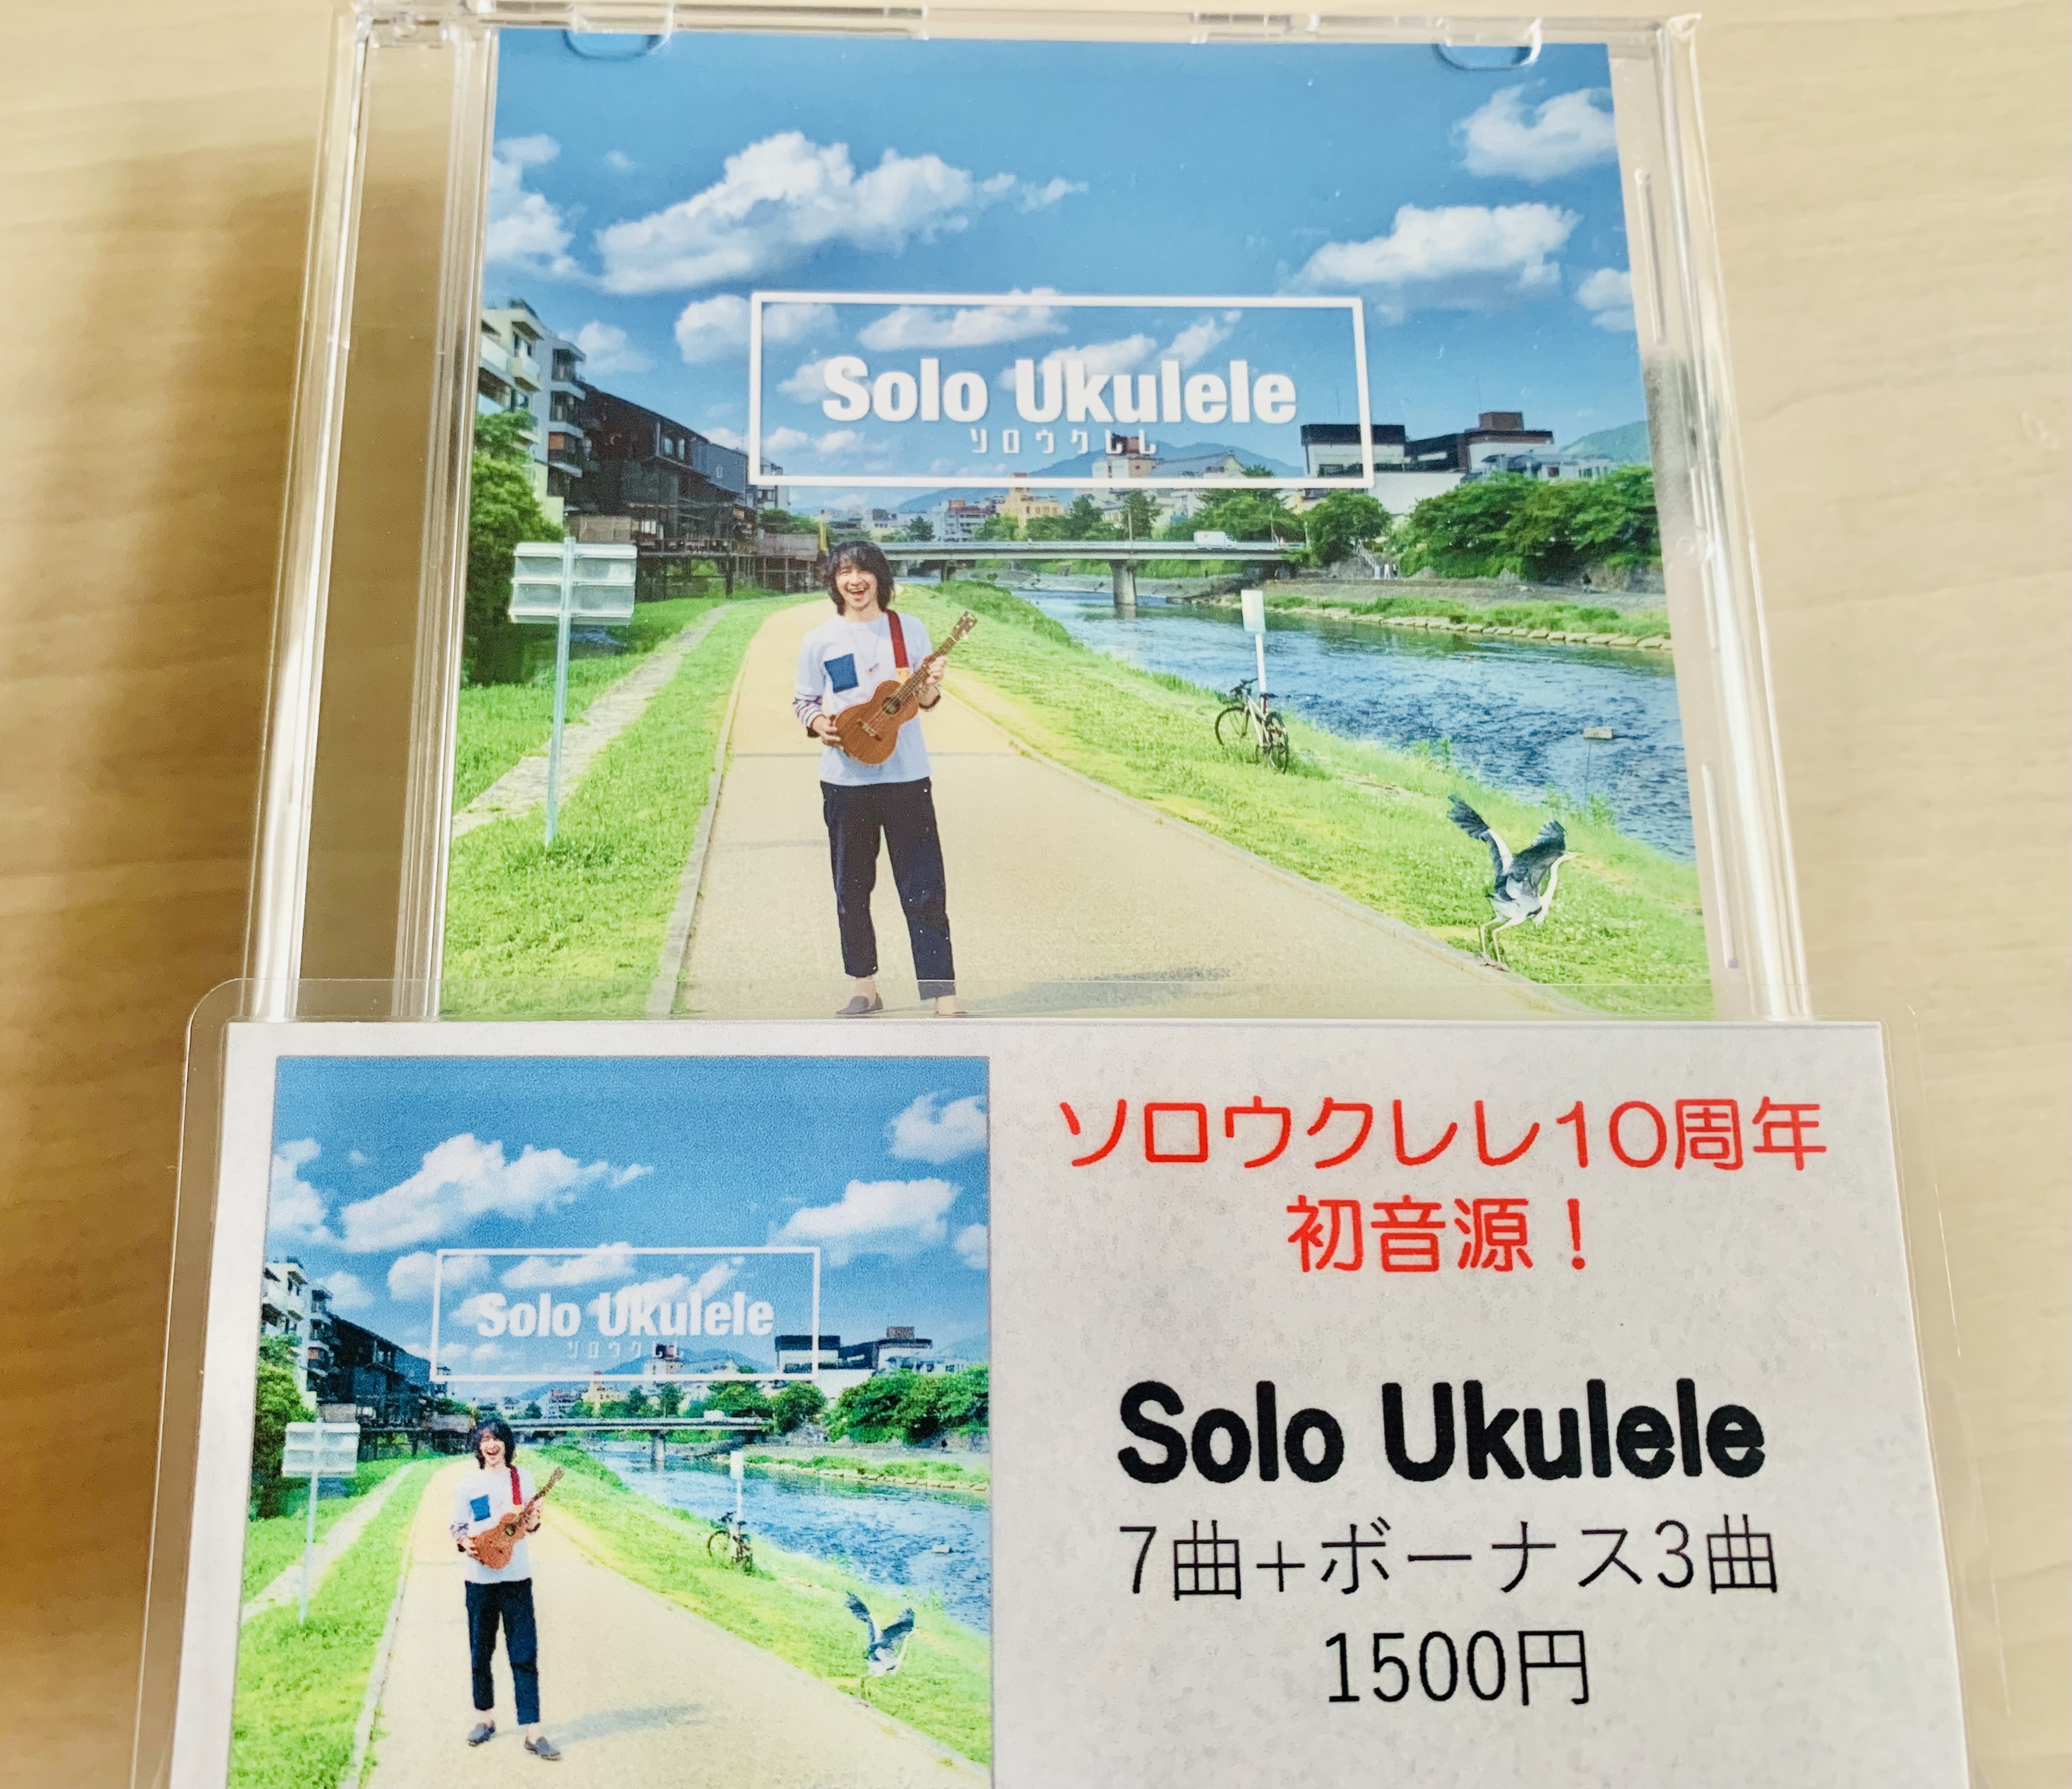 Solo Ukulele
ソロウクレレ
ソロウクレレ10周年
初音源！
Solo Ukulele
ソロウクレレ
Solo Ukulele
7曲+ボーナス3曲
1500円